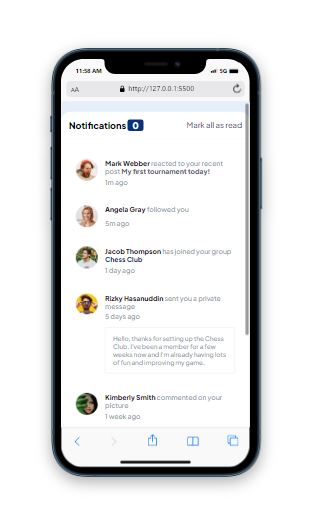 11:58 AM
5G
AA
http://127.0.0.1:5500
Notifications 0
Mark all as read
Mark Webber reacted to your recent
post My first tournament today!
1m ago
Angela Gray followed you
5m ago
Jacob Thompson has joined your group
Chess Club
1 day ago
Rizky Hasanuddin sent you a private
message
5 days ago
Hello, thanks for setting up the Chess
Club. I've been a member for a few
weeks now and I'm already having lots
of fun and improving my game.
Kimberly Smith commented on your
picture
1 week ago